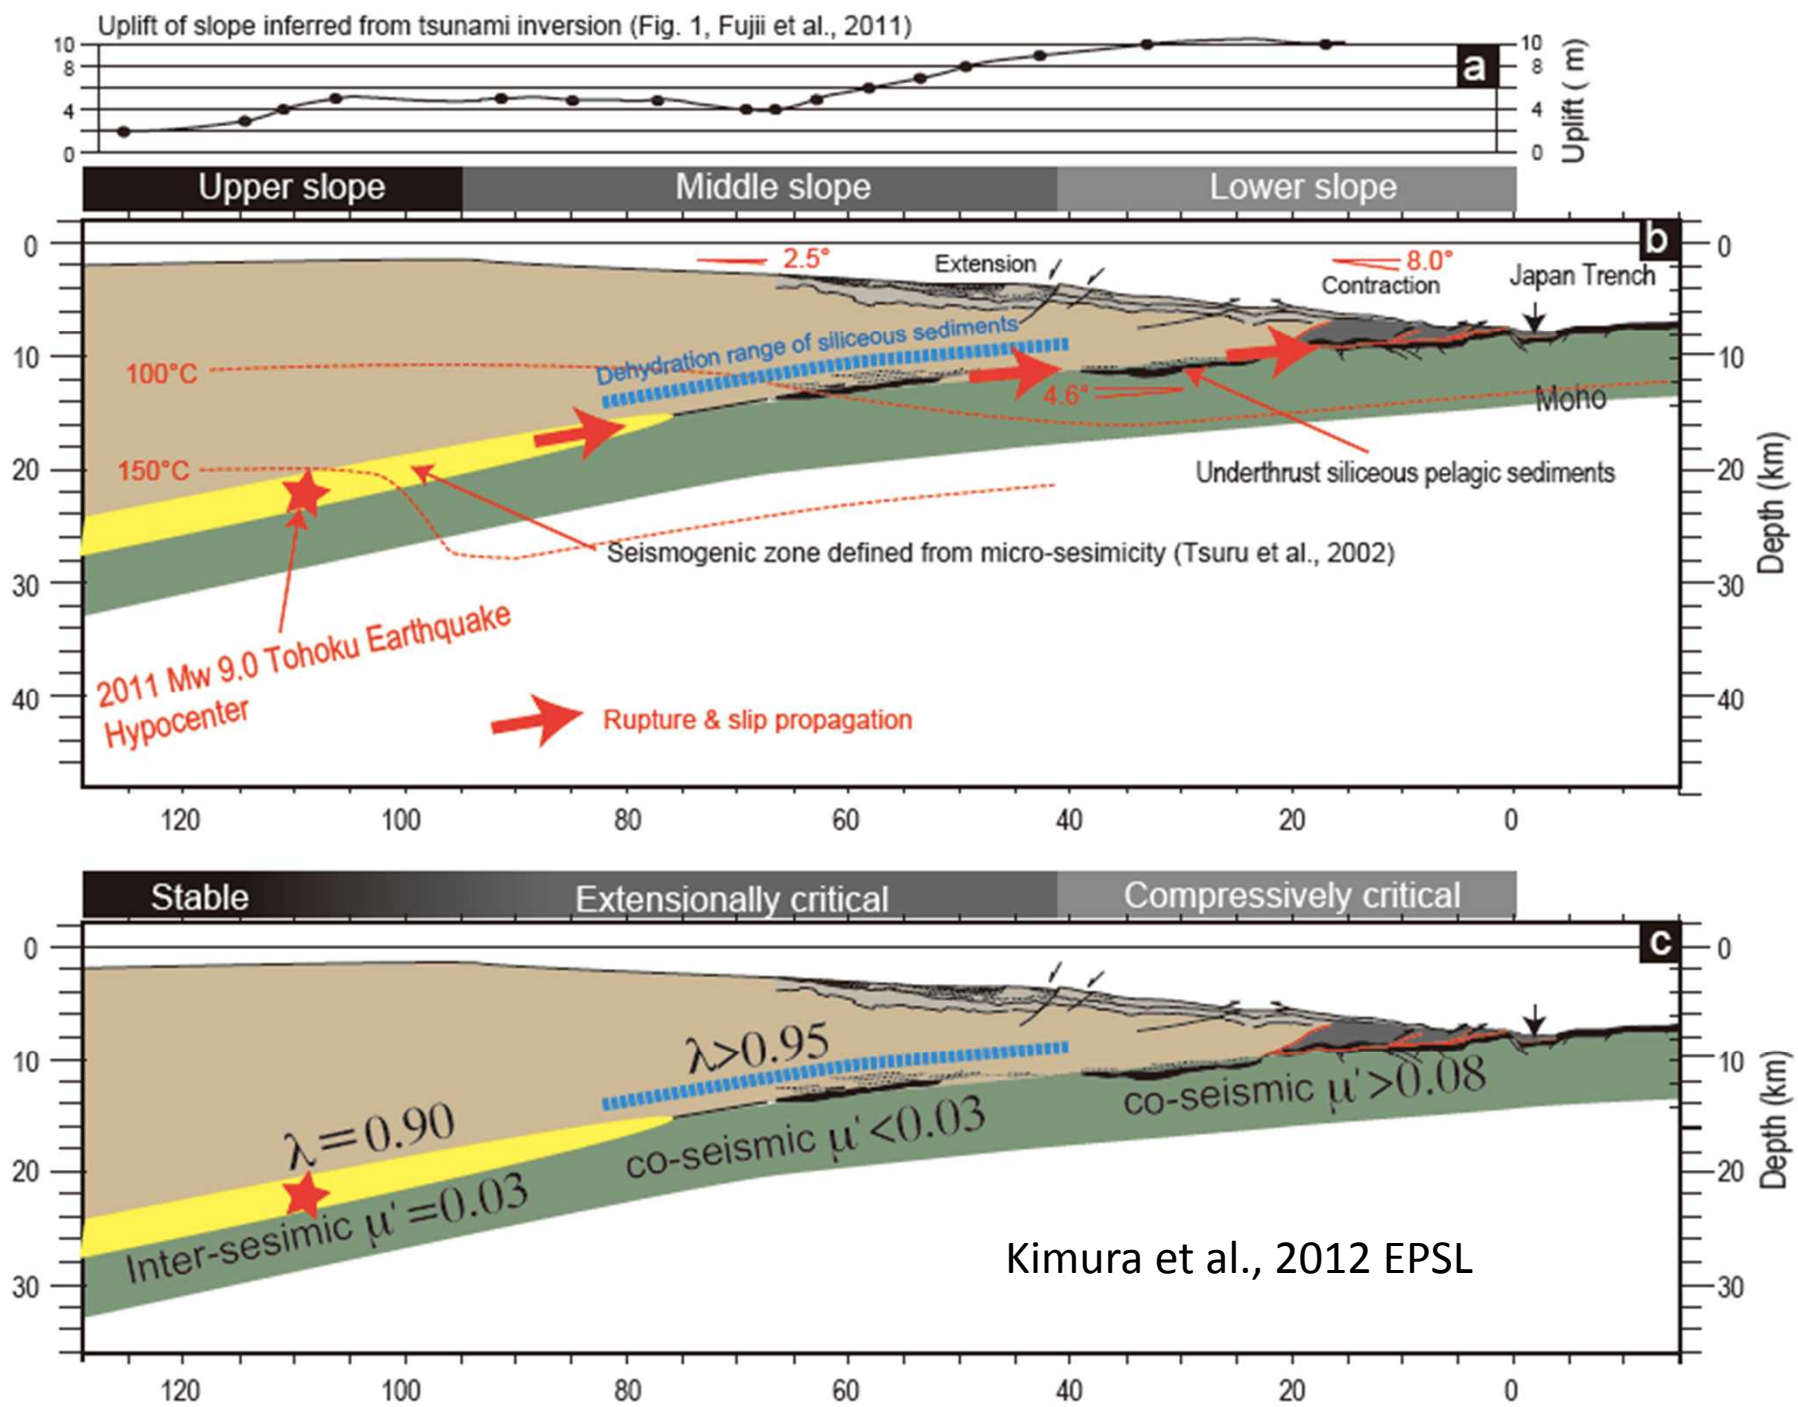 Uplift of slope inferred from tsunami inversion (Fig. 1, Fujii et al., 2011)
10
8
4
0
10
8
4
0
Uplift ( m)
a
Upper slope
Middle slope
Lower slope
b
0
10
20
30
40
0
10
20
30
40
Depth (km)
2.5°
Extension
8.0°
Contraction
Japan Trench
Dehydration range of siliceous sediments
100°C
4.6°
Moho
150°C
Underthrust siliceous pelagic sediments
Seismogenic zone defined from micro-sesimicity (Tsuru et al., 2002)
2011 Mw 9.0 Tohoku Earthquake
Hypocenter
Rupture & slip propagation
120
100
80
60
40
20
0
Stable
Extensionally critical
Compressively critical
c
0
10
20
30
0
10
20
30
Depth (km)
λ>0.95
λ=0.90
co-seismic μ'>0.08
co-seismic μ'<0.03
Inter-sesimic μ'=0.03
Kimura et al., 2012 EPSL
120
100
80
60
40
20
0